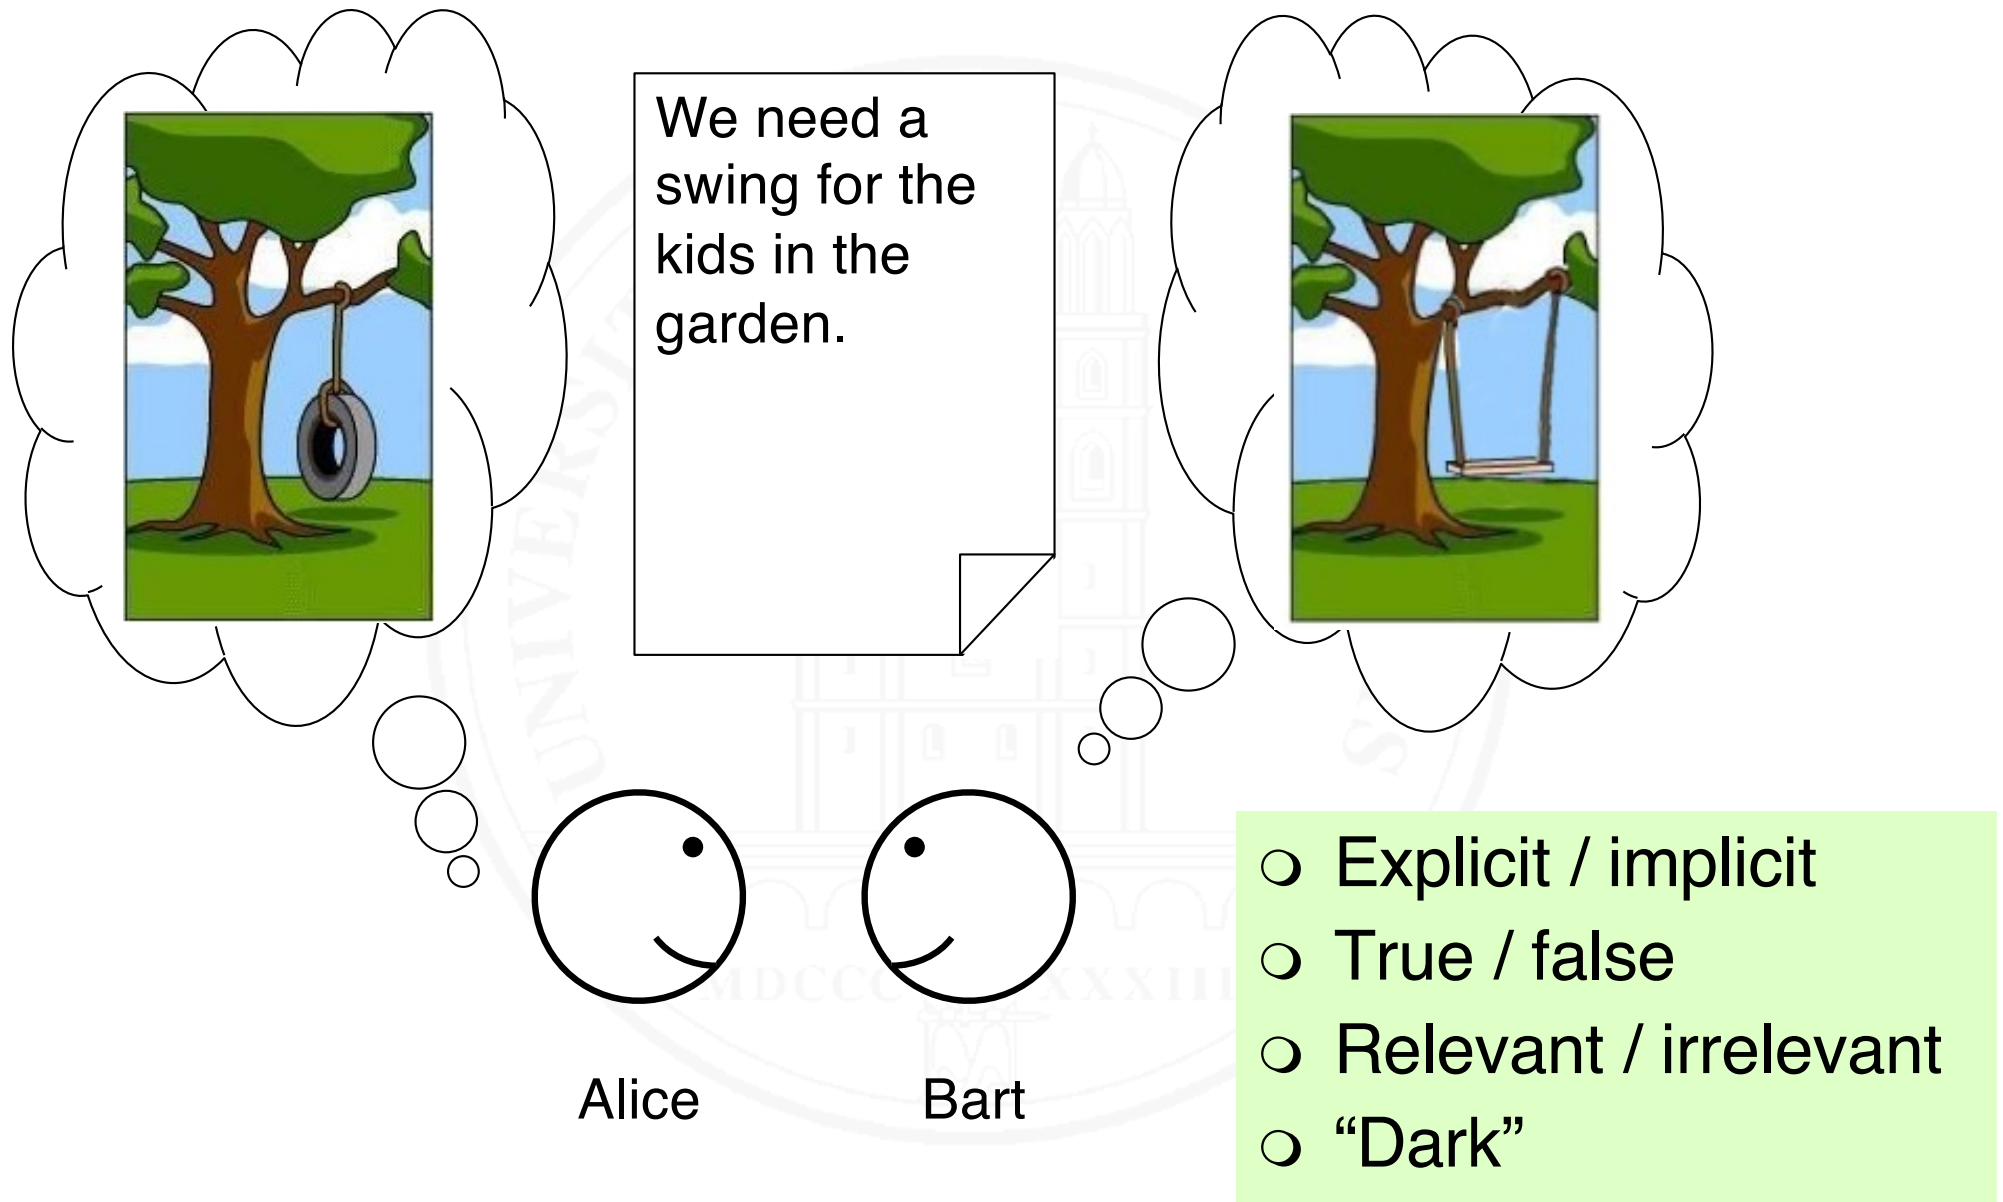 We need a
swing for the
kids in the
garden.
Alice
Bart
Explicit / implicit
True / false
Relevant / irrelevant
“Dark”